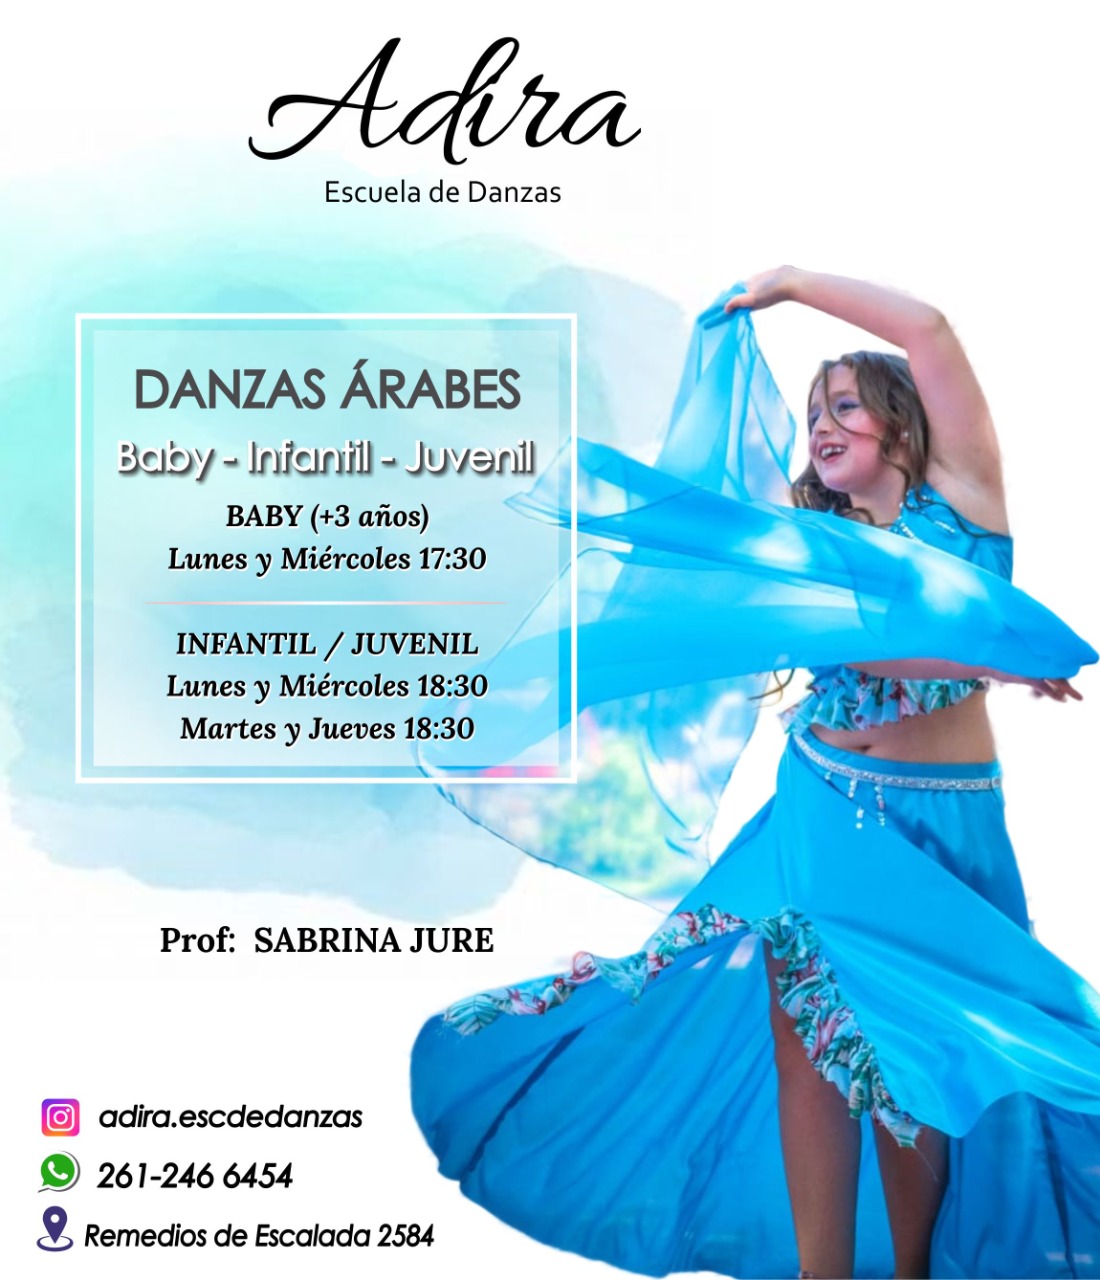 Adira
Escuela de Danzas
DANZAS ÁRABES
Baby - Infantil - Juvenil
BABY (+3 años)
Lunes y Miércoles 17:30
INFANTIL / JUVENIL
Lunes y Miércoles 18:30
Martes y Jueves 18:30
Prof: SABRINA JURE
adira.escdedanzas
261-246 6454
Remedios de Escalada 2584